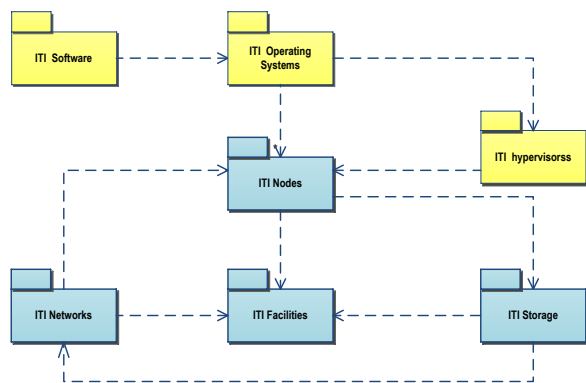 ITI Software
ITI Operating
Systems
ITI hypervisorss
*
ITI Nodes
ITI Networks
ITI Facilities
ITI Storage